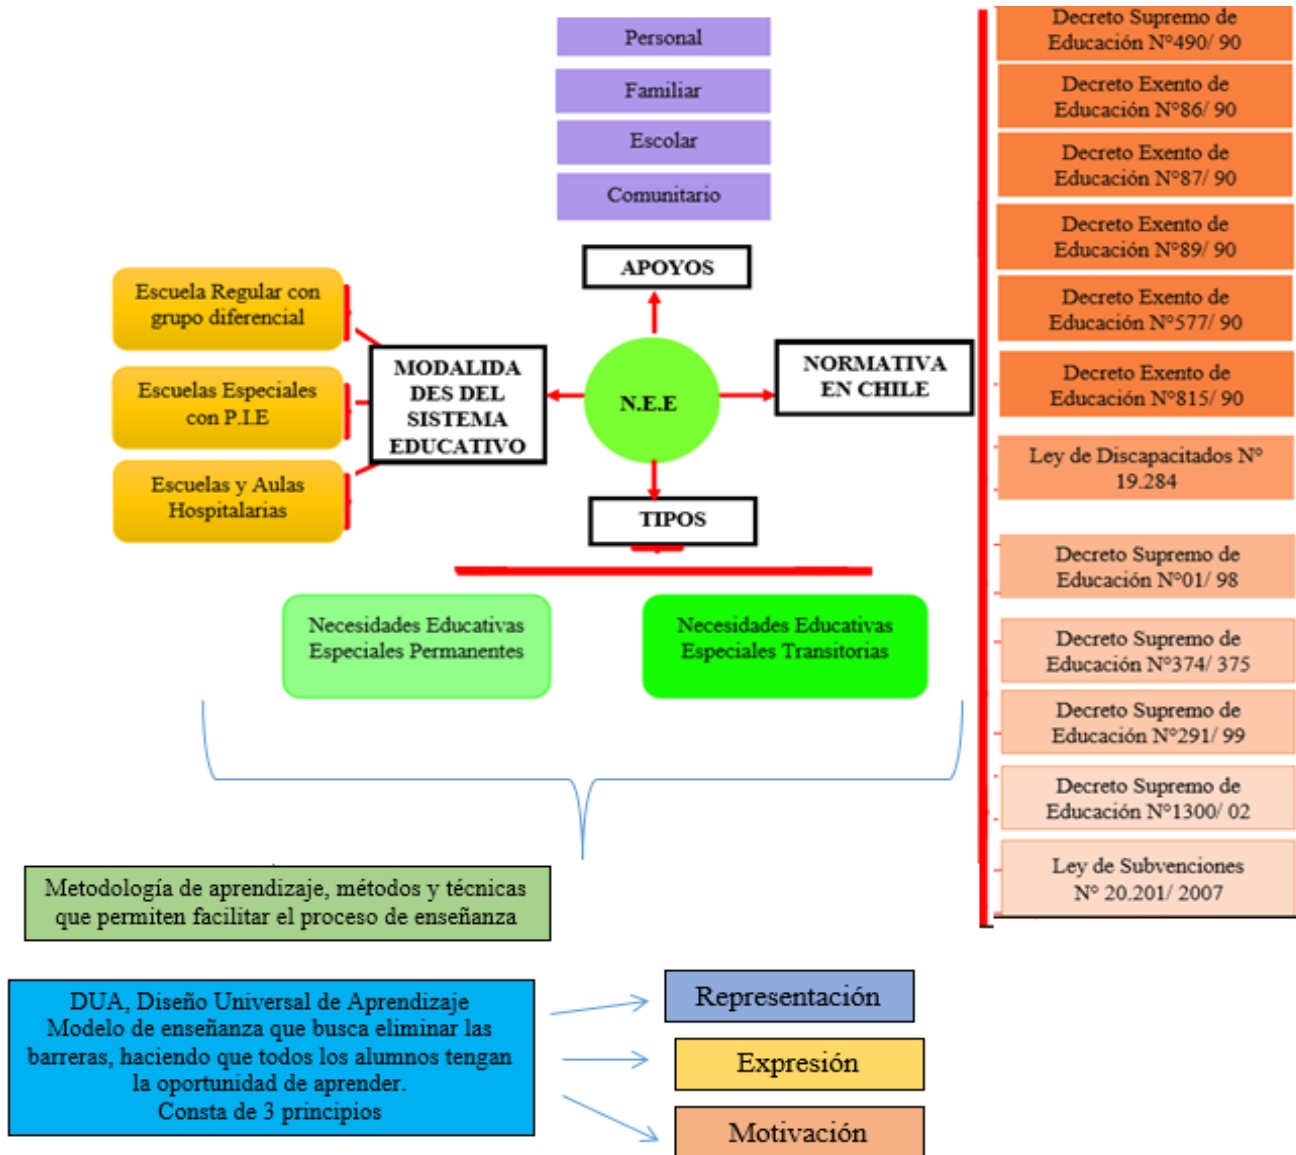 Personal
Familiar
Escolar
Comunitario
APOYOS
Escuela Regular con
grupo diferencial
Escuelas Especiales
con P.I.E
Escuelas y Aulas
Hospitalarias
MODALIDA
DES DEL
SISTEMA
EDUCATIVO
N.E.E
NORMATIVA
EN CHILE
TIPOS
Necesidades Educativas
Especiales Permanentes
Necesidades Educativas
Especiales Transitorias
Decreto Supremo de
Educación N°490/ 90
Decreto Exento de
Educación N°86/ 90
Decreto Exento de
Educación N°87/ 90
Decreto Exento de
Educación N°89/ 90
Decreto Exento de
Educación N°577/ 90
Decreto Exento de
Educación N°815/ 90
Ley de Discapacitados N°
19.284
Decreto Supremo de
Educación N°01/ 98
Decreto Supremo de
Educación N°374/ 375
Decreto Supremo de
Educación N°291/ 99
Decreto Supremo de
Educación N°1300/ 02
Ley de Subvenciones
N° 20.201/ 2007
Metodología de aprendizaje, métodos y técnicas
que permiten facilitar el proceso de enseñanza
DUA, Diseño Universal de Aprendizaje
Modelo de enseñanza que busca eliminar las
barreras, haciendo que todos los alumnos tengan
la oportunidad de aprender.
Consta de 3 principios
Representación
Expresión
Motivación